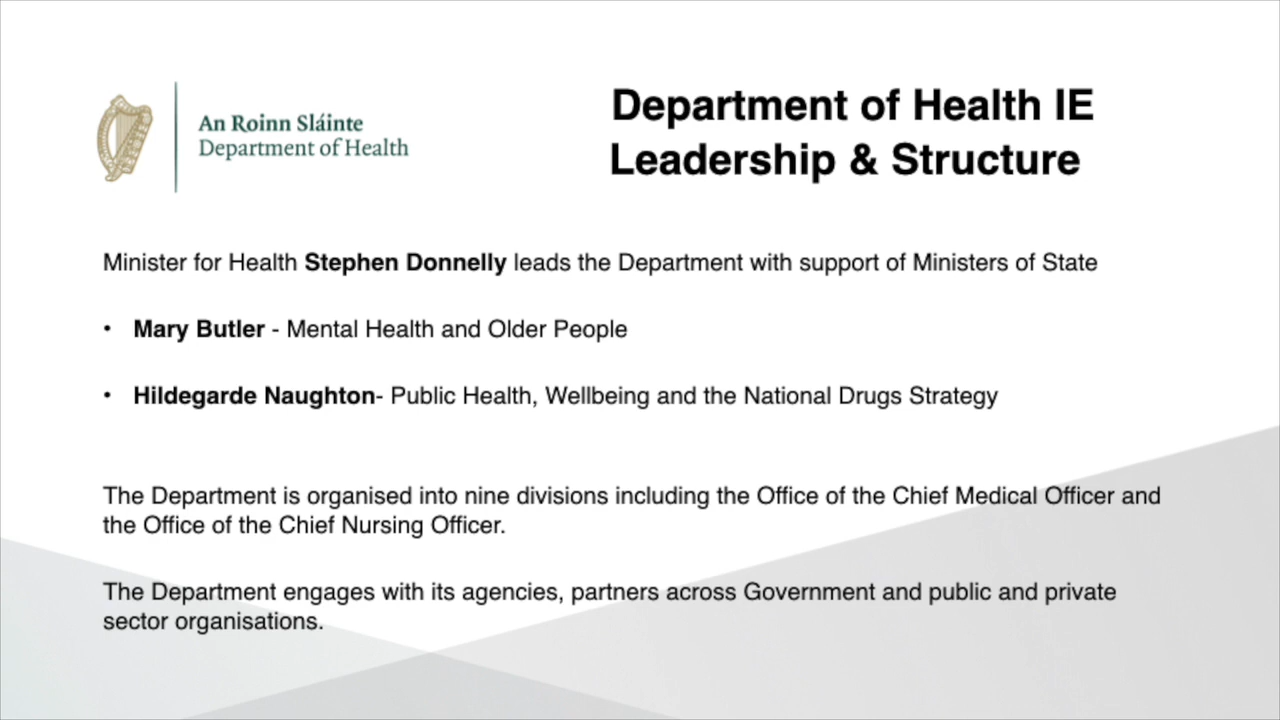 An Roinn Sláinte
Department of Health
Department of Health IE
Leadership & Structure
Minister for Health Stephen Donnelly leads the Department with support of Ministers of State
• Mary Butler - Mental Health and Older People
• Hildegarde Naughton- Public Health, Wellbeing and the National Drugs Strategy
The Department is organised into nine divisions including the Office of the Chief Medical Officer and
the Office of the Chief Nursing Officer.
The Department engages with its agencies, partners across Government and public and private
sector organisations.